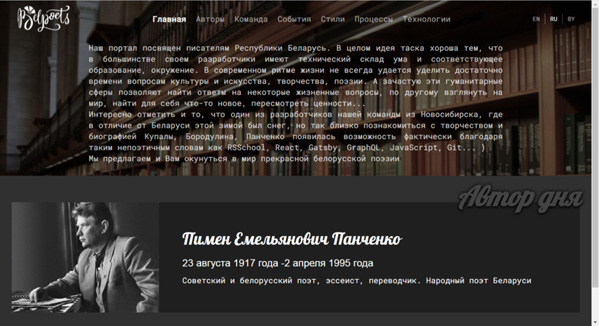 Belpoets
Главная Авторы Команда События Стили Процессы Технологии
EN | RU | BY
Наш портал посвящен писателям Республики Беларусь. В целом идея таска хороша тем, что
в большинстве своем разработчики имеют технический склад ума и соответствующее
образование, окружение. В современном ритме жизни не всегда удается уделить достаточно
времени вопросам культуры и искусства, творчества, поэзии. А зачастую эти гуманитарные
сферы позволяют найти ответы на некоторые жизненные вопросы, по другому взглянуть на
мир, найти для себя что-то новое, пересмотреть ценности...
Интересно отметить и то, что один из разработчиков нашей команды из Новосибирска, где
в отличие от Беларуси этой зимой был снег, но так близко познакомиться с творчеством и
биографией Купалы, Бородулина, Панченко появилась возможность фактически благодаря
таким непоэтичным словам как RSSchool, React, Gatsby, GraphQL, JavaScript, Git... )
Мы предлагаем и Вам окунуться в мир прекрасной белорусской поэзии
Автор дня
Пимен Емельянович Панченко
23 августа 1917 года -2 апреля 1995 года
Советский и белорусский поэт, эссеист, переводчик. Народный поэт Беларуси